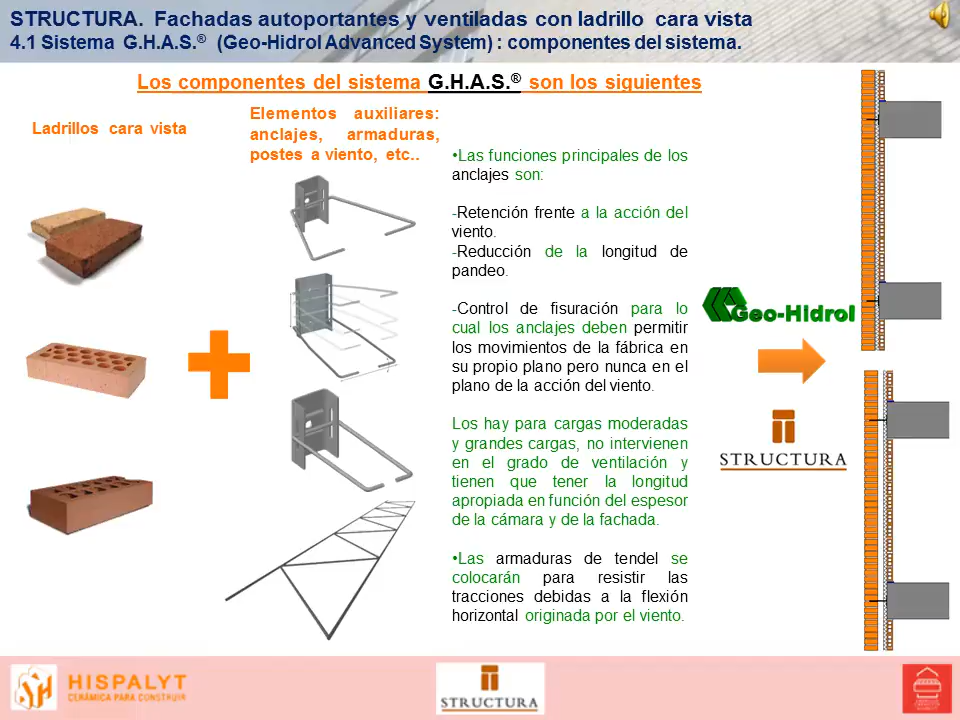 STRUCTURA. Fachadas autoportantes y ventiladas con ladrillo cara vista
4.1 Sistema G.H.A.S.® (Geo-Hidrol Advanced System) : componentes del sistema.
Los componentes del sistema G.H.A.S.® son los siguientes
Ladrillos cara vista
Elementos auxiliares:
anclajes, armaduras,
postes a viento, etc..
•Las funciones principales de los
anclajes son:
-Retención frente a la acción del
viento.
-Reducción de la longitud de
pandeo.
-Control de fisuración para lo
cual los anclajes deben permitir
los movimientos de la fábrica en
su propio plano pero nunca en el
plano de la acción del viento.
Los hay para cargas moderadas
y grandes cargas, no intervienen
en el grado de ventilación y
tienen que tener la longitud
apropiada en función del espesor
de la cámara y de la fachada.
•Las armaduras de tendel se
colocarán para resistir las
tracciones debidas a la flexión
horizontal originada por el viento.
Geo-Hidrol
STRUCTURA
HISPALYT
CERÁMICA PARA CONSTRUIR
STRUCTURA